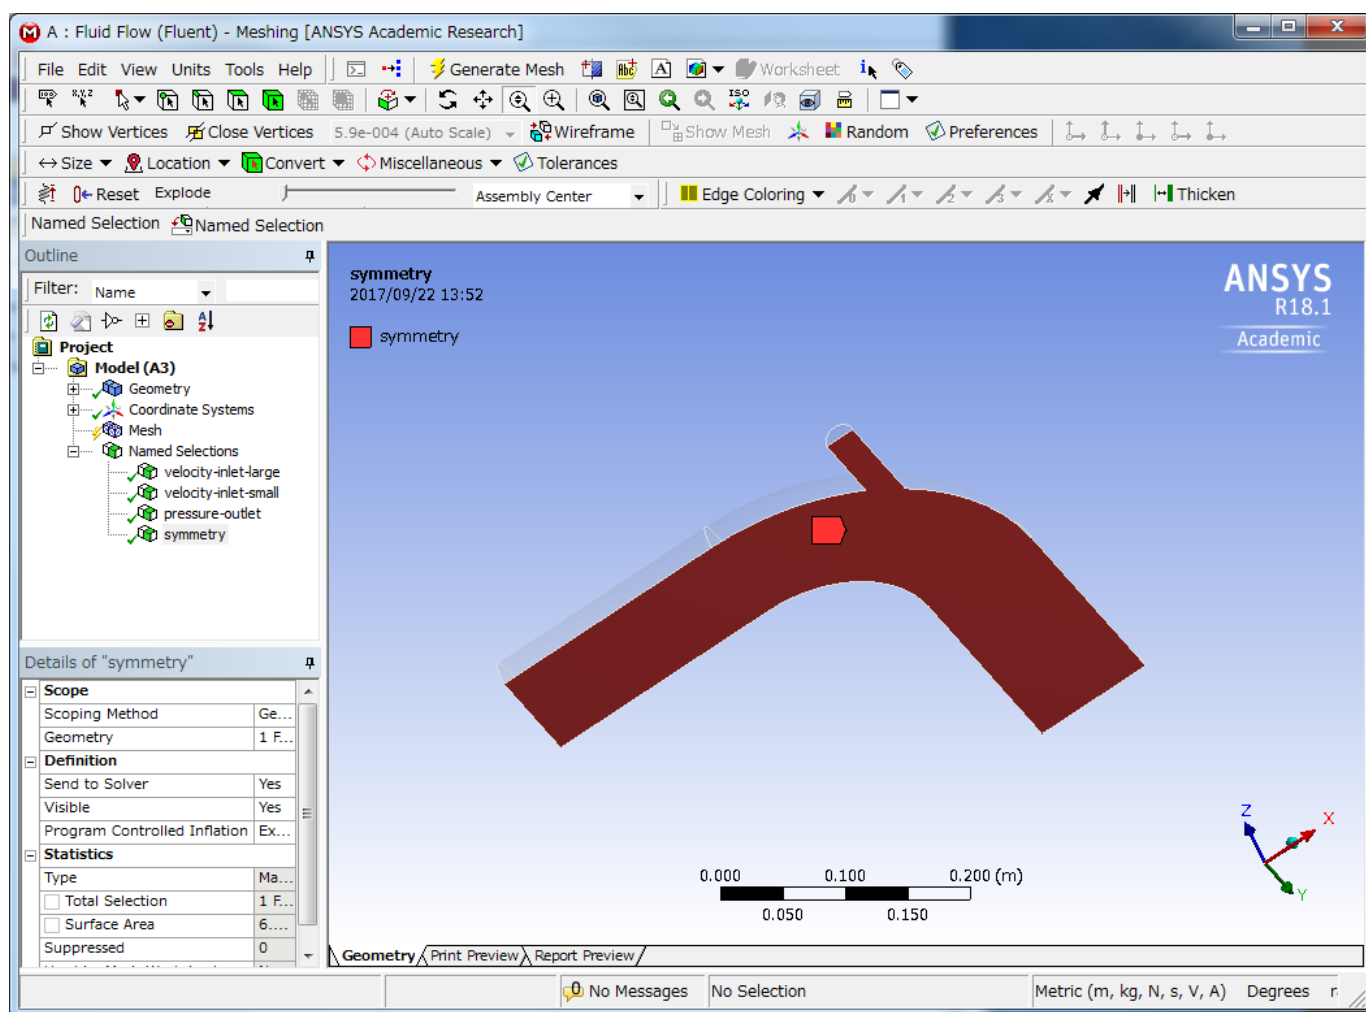 A : Fluid Flow (Fluent) - Meshing [ANSYS Academic Research]
File Edit View Units Tools Help Generate Mesh Worksheet
Show Vertices Close Vertices 5.9e-004 (Auto Scale) Wireframe Show Mesh Random Preferences
Size Location Convert Miscellaneous Tolerances
Reset Explode Assembly Center Edge Coloring Thicken
Named Selection Named Selection
Outline
Filter: Name
Project
Model (A3)
Geometry
Coordinate Systems
Mesh
Named Selections
velocity-inlet-large
velocity-inlet-small
pressure-outlet
symmetry
Details of "symmetry"
Scope
Scoping Method Ge...
Geometry 1 F...
Definition
Send to Solver Yes
Visible Yes
Program Controlled Inflation Ex...
Statistics
Type Ma...
Total Selection 1 F...
Surface Area 6....
Suppressed 0
symmetry
2017/09/22 13:52
symmetry
ANSYS
R18.1
Academic
0.000 0.100 0.200 (m)
0.050 0.150
Z
X
Y
Geometry Print Preview Report Preview
0 No Messages No Selection Metric (m, kg, N, s, V, A) Degrees